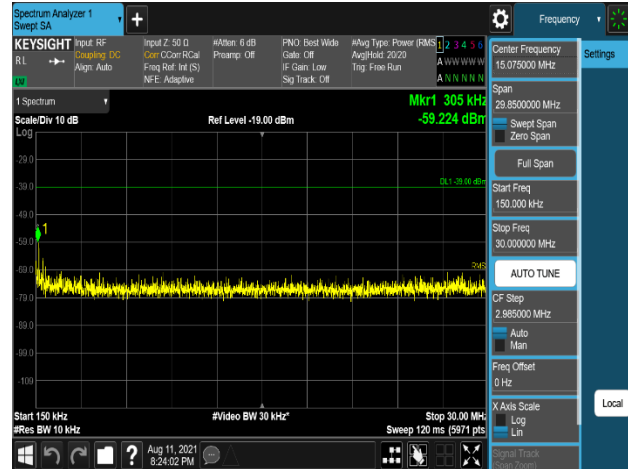 Spectrum Analyzer 1
Swept SA
Frequency
KEYSIGHT
Input: RF
Input Z: 50 Ω
#Atten: 6 dB
PNO: Best Wide
#Avg Type: Power (RMS
1 2 3 4 5 6
RL
Coupling: DC
Corr CCorr RCal
Preamp: Off
Gate: Off
Avg|Hold: 20/20
A W W W W W
Align: Auto
Freq Ref: Int (S)
IF Gain: Low
Trig: Free Run
NFE: Adaptive
Sig Track: Off
A N N N N N
LXI
1 Spectrum
Mkr1 305 kHz
Scale/Div 10 dB
Ref Level -19.00 dBm
-59.224 dBm
Log
-29.0
DL1 -39.00 dBm
-39.0
-49.0
1
-59.0
RMS
-69.0
-79.0
-89.0
-99.0
-109
Start 150 kHz
#Video BW 30 kHz*
Stop 30.00 MHz
#Res BW 10 kHz
Sweep 120 ms (5971 pts
?
Aug 11, 2021
8:24:02 PM
Center Frequency
15.075000 MHz
Settings
Span
29.8500000 MHz
Swept Span
Zero Span
Full Span
Start Freq
150.000 kHz
Stop Freq
30.000000 MHz
AUTO TUNE
CF Step
2.985000 MHz
Auto
Man
Freq Offset
0 Hz
X Axis Scale
Log
Lin
Local
Signal Track
(Span Zoom)